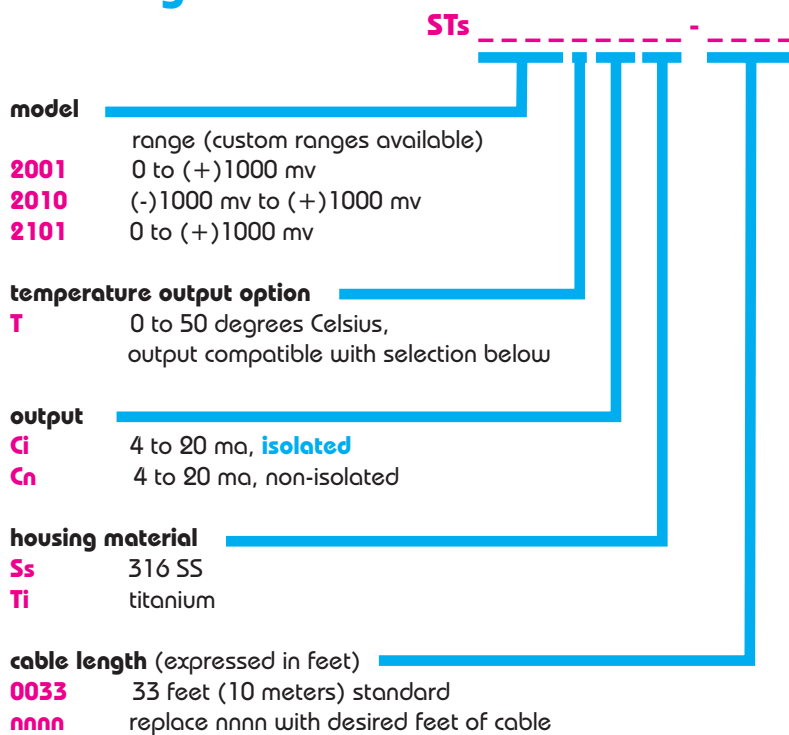 STs _ _ _ _ _ _ _ _ _ - _ _ _ _
model
range (custom ranges available)
2001 0 to (+)1000 mv
2010 (-)1000 mv to (+)1000 mv
2101 0 to (+)1000 mv
temperature output option
T 0 to 50 degrees Celsius,
output compatible with selection below
output
Ci 4 to 20 ma, isolated
Cn 4 to 20 ma, non-isolated
housing material
Ss 316 SS
Ti titanium
cable length (expressed in feet)
0033 33 feet (10 meters) standard
nnnn replace nnnn with desired feet of cable